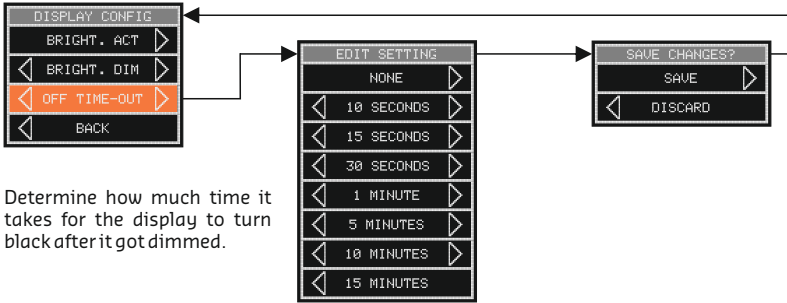 DISPLAY CONFIG
BRIGHT. ACT
BRIGHT. DIM
OFF TIME-OUT
BACK
Determine how much time it
takes for the display to turn
black after it got dimmed.
EDIT SETTING
NONE
10 SECONDS
15 SECONDS
30 SECONDS
1 MINUTE
5 MINUTES
10 MINUTES
15 MINUTES
SAVE CHANGES?
SAVE
DISCARD